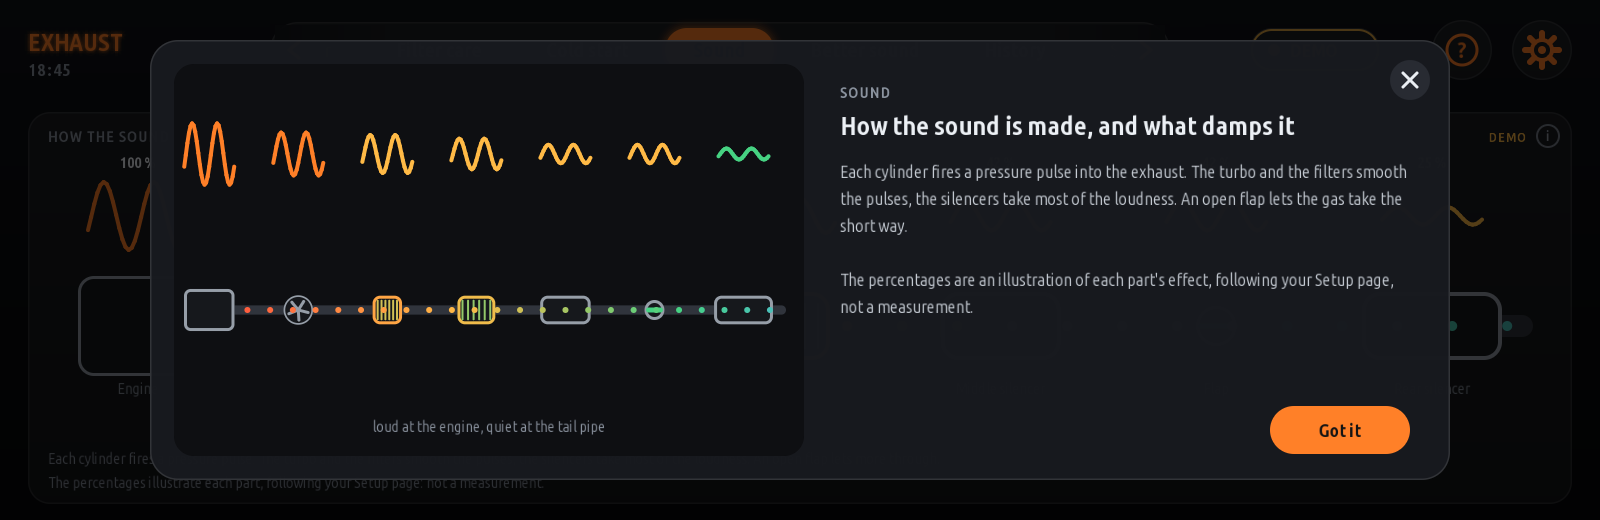 EXHAUST
18:45
?
HOW THE SOU
DEMO
i
100 %
Engin
Each cylinder fires
The percentages illustrate each part, following your Setup page: not a measurement.
loud at the engine, quiet at the tail pipe
SOUND
How the sound is made, and what damps it
Each cylinder fires a pressure pulse into the exhaust. The turbo and the filters smooth
the pulses, the silencers take most of the loudness. An open flap lets the gas take the
short way.
The percentages are an illustration of each part's effect, following your Setup page,
not a measurement.
Got it